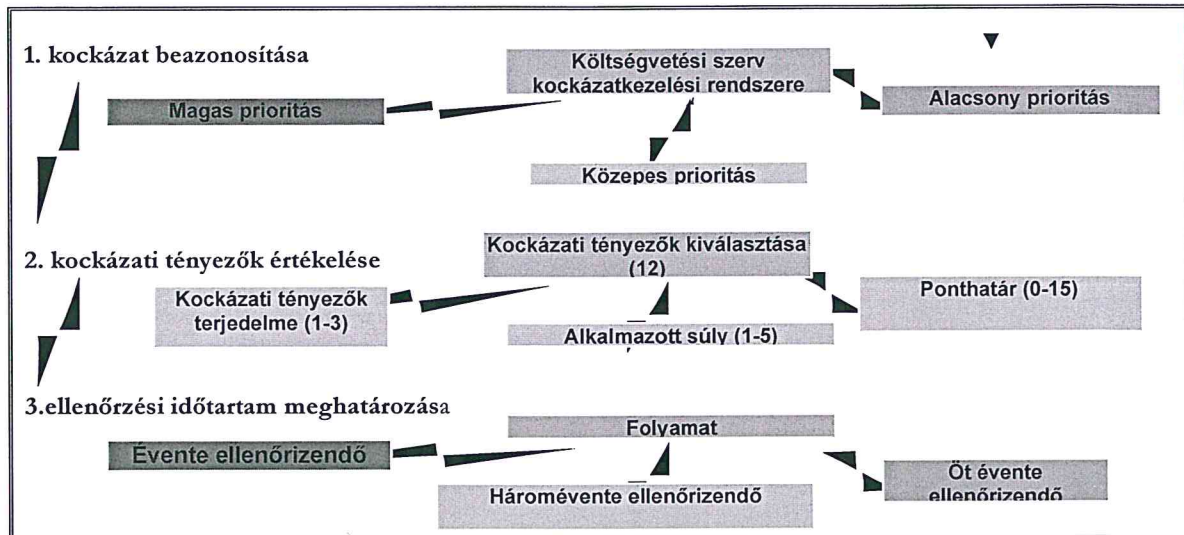 1. kockázat beazonosítása
Költségvetési szerv
kockázatkezelési rendszere
Magas prioritás
Alacsony prioritás
Közepes prioritás
2. kockázati tényezők értékelése
Kockázati tényezők kiválasztása
(12)
Kockázati tényezők
terjedelme (1-3)
Ponthatár (0-15)
Alkalmazott súly (1-5)
3.ellenőrzési időtartam meghatározása
Folyamat
Évente ellenőrizendő
Háromévente ellenőrizendő
Öt évente
ellenőrizendő